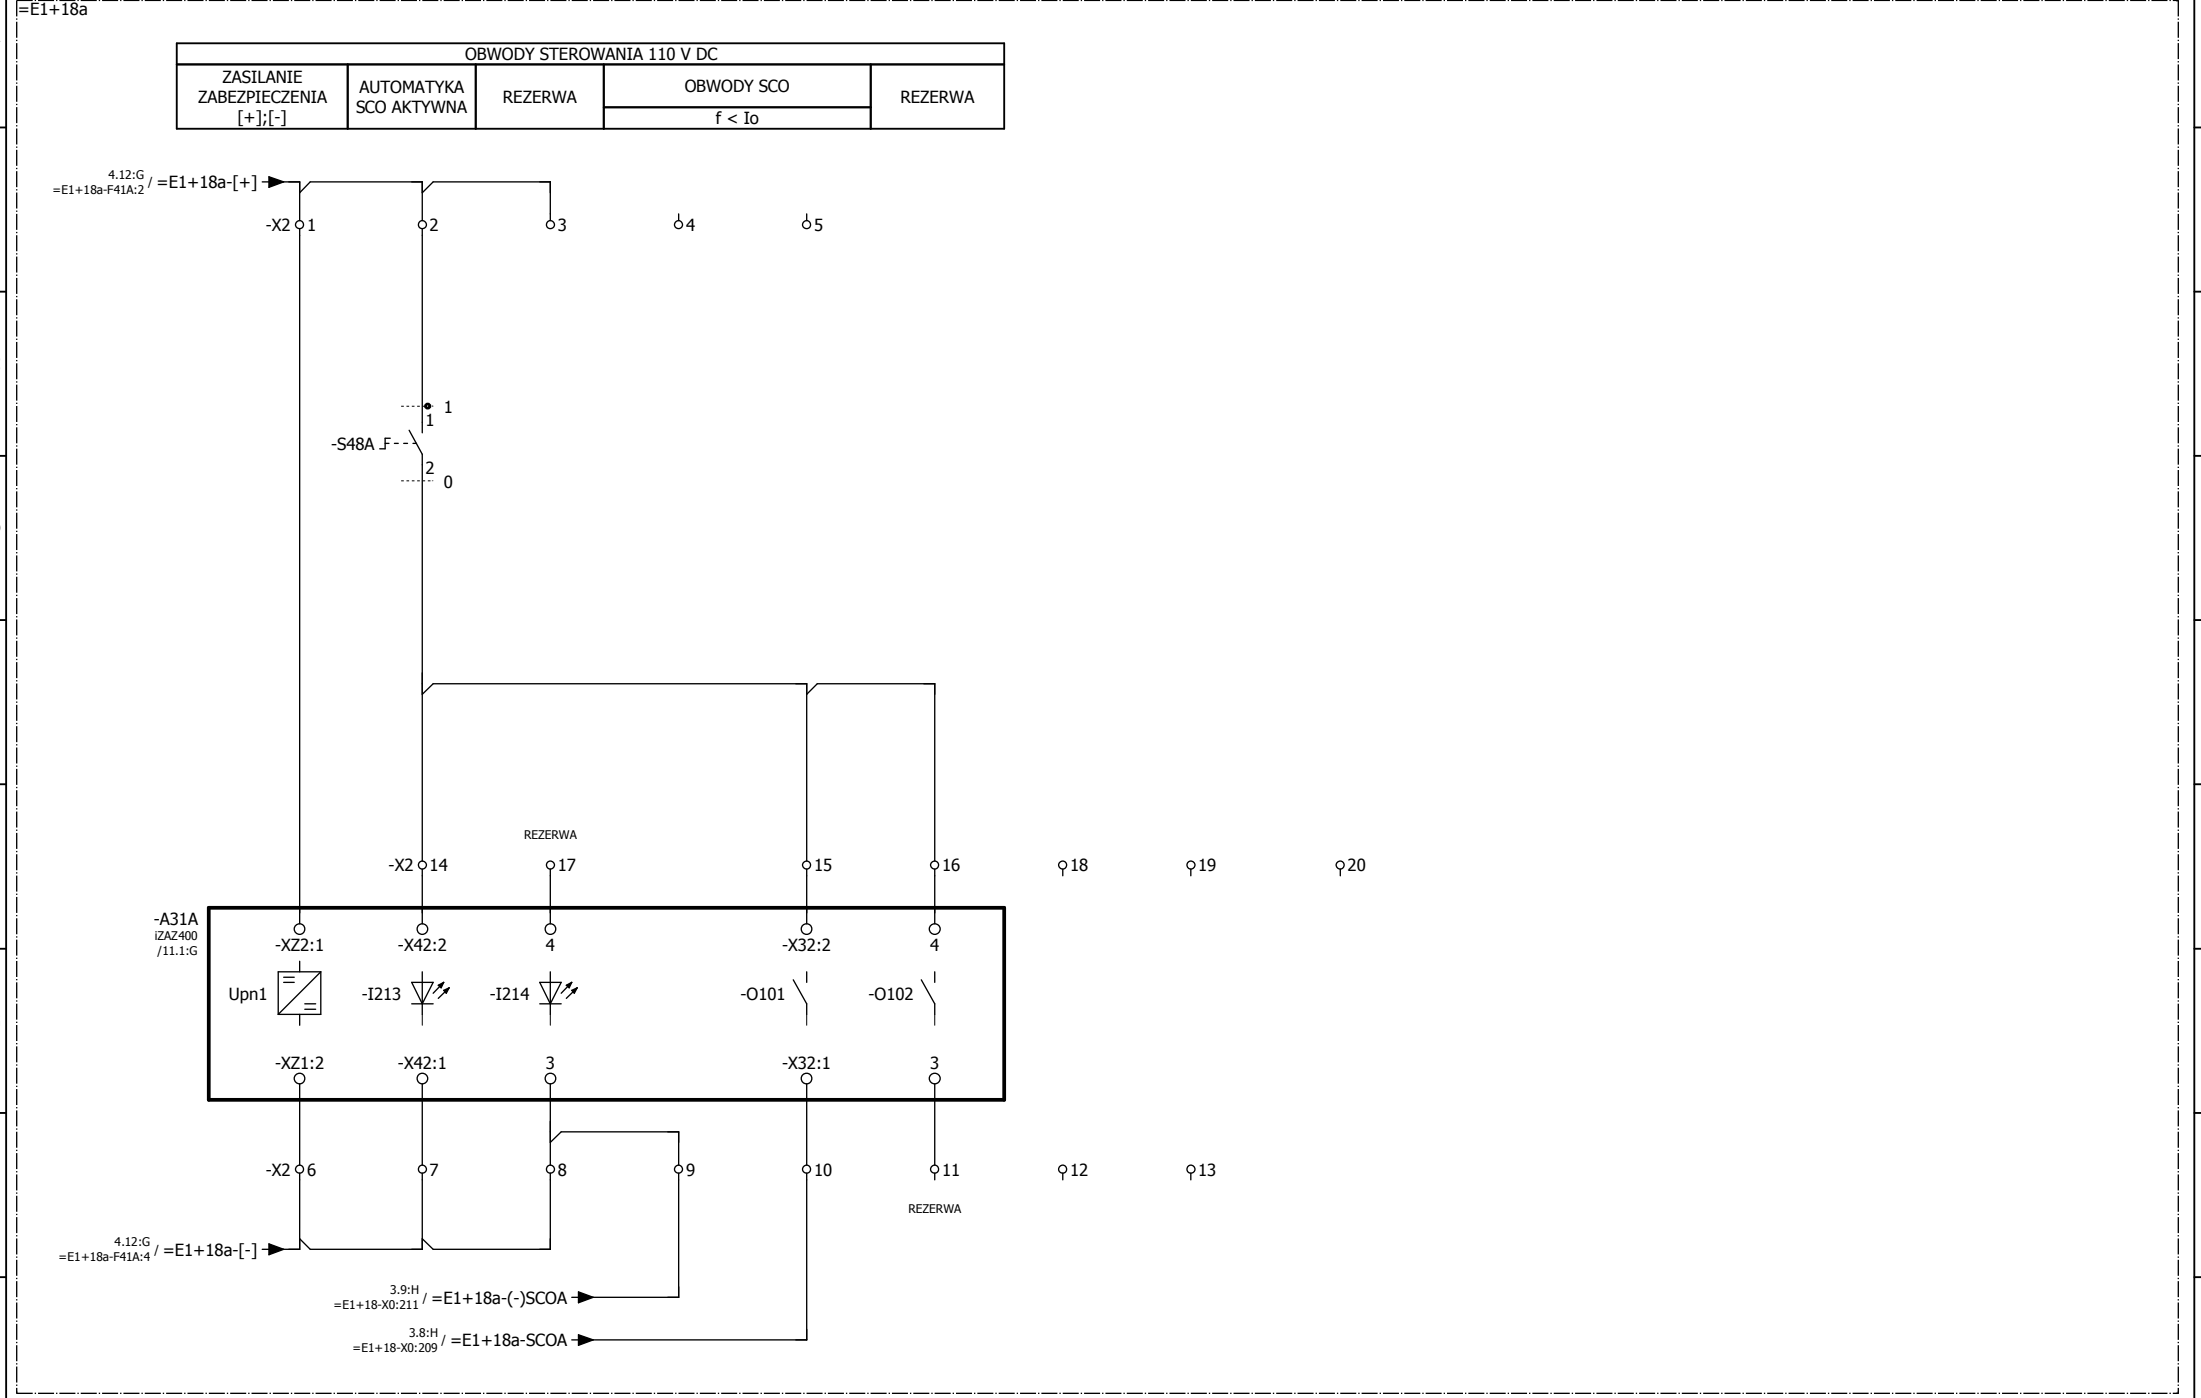 =E1+18a
OBWODY STEROWANIA 110 V DC
ZASILANIE
ZABEZPIECZENIA
[+];[-]
AUTOMATYKA
SCO AKTYWNA
REZERWA
OBWODY SCO
f < Io
REZERWA
4.12:G
=E1+18a-F41A:2 / =E1+18a-[+]
-X2 1 2 3 4 5
1
1
-S48A
2
0
REZERWA
-X2 14 17 15 16 18 19 20
-A31A
iZAZ400
/11.1:G
-XZ2:1 -X42:2 4 -X32:2 4
Upn1 -I213 -I214 -O101 -O102
-XZ1:2 -X42:1 3 -X32:1 3
-X2 6 7 8 9 10 11 12 13
REZERWA
4.12:G
=E1+18a-F41A:4 / =E1+18a-[-]
3.9:H
=E1+18-X0:211 / =E1+18a-(-)SCOA
3.8:H
=E1+18-X0:209 / =E1+18a-SCOA